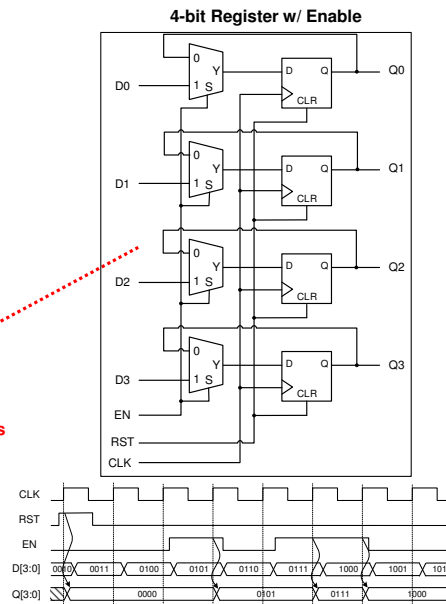 4-bit Register w/ Enable
0
Y
D Q
Q0
D0
1 S
CLR
0
Y
D Q
Q1
D1
1 S
CLR
0
Y
D Q
Q2
D2
1 S
CLR
0
Y
D Q
Q3
D3
1 S
CLR
EN
RST
s
CLK
CLK
RST
EN
D[3:0] 0010 0011 0100 0101 0110 0111 1000 1001 101
Q[3:0] 0000 0101 0111 1000